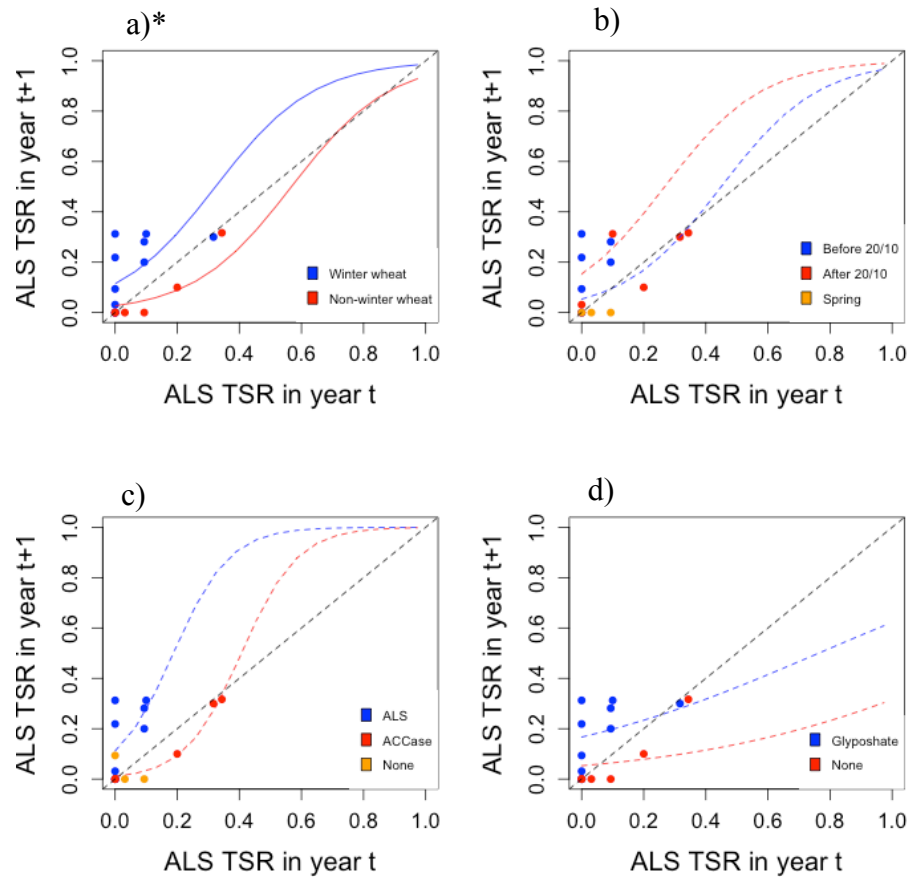 a)*
ALS TSR in year t+1
0.0 0.2 0.4 0.6 0.8 1.0
Winter wheat
Non-winter wheat
0.0 0.2 0.4 0.6 0.8 1.0
ALS TSR in year t
b)
ALS TSR in year t+1
0.0 0.2 0.4 0.6 0.8 1.0
Before 20/10
After 20/10
Spring
0.0 0.2 0.4 0.6 0.8 1.0
ALS TSR in year t
c)
ALS TSR in year t+1
0.0 0.2 0.4 0.6 0.8 1.0
ALS
ACCase
None
0.0 0.2 0.4 0.6 0.8 1.0
ALS TSR in year t
d)
ALS TSR in year t+1
0.0 0.2 0.4 0.6 0.8 1.0
Glyposhate
None
0.0 0.2 0.4 0.6 0.8 1.0
ALS TSR in year t